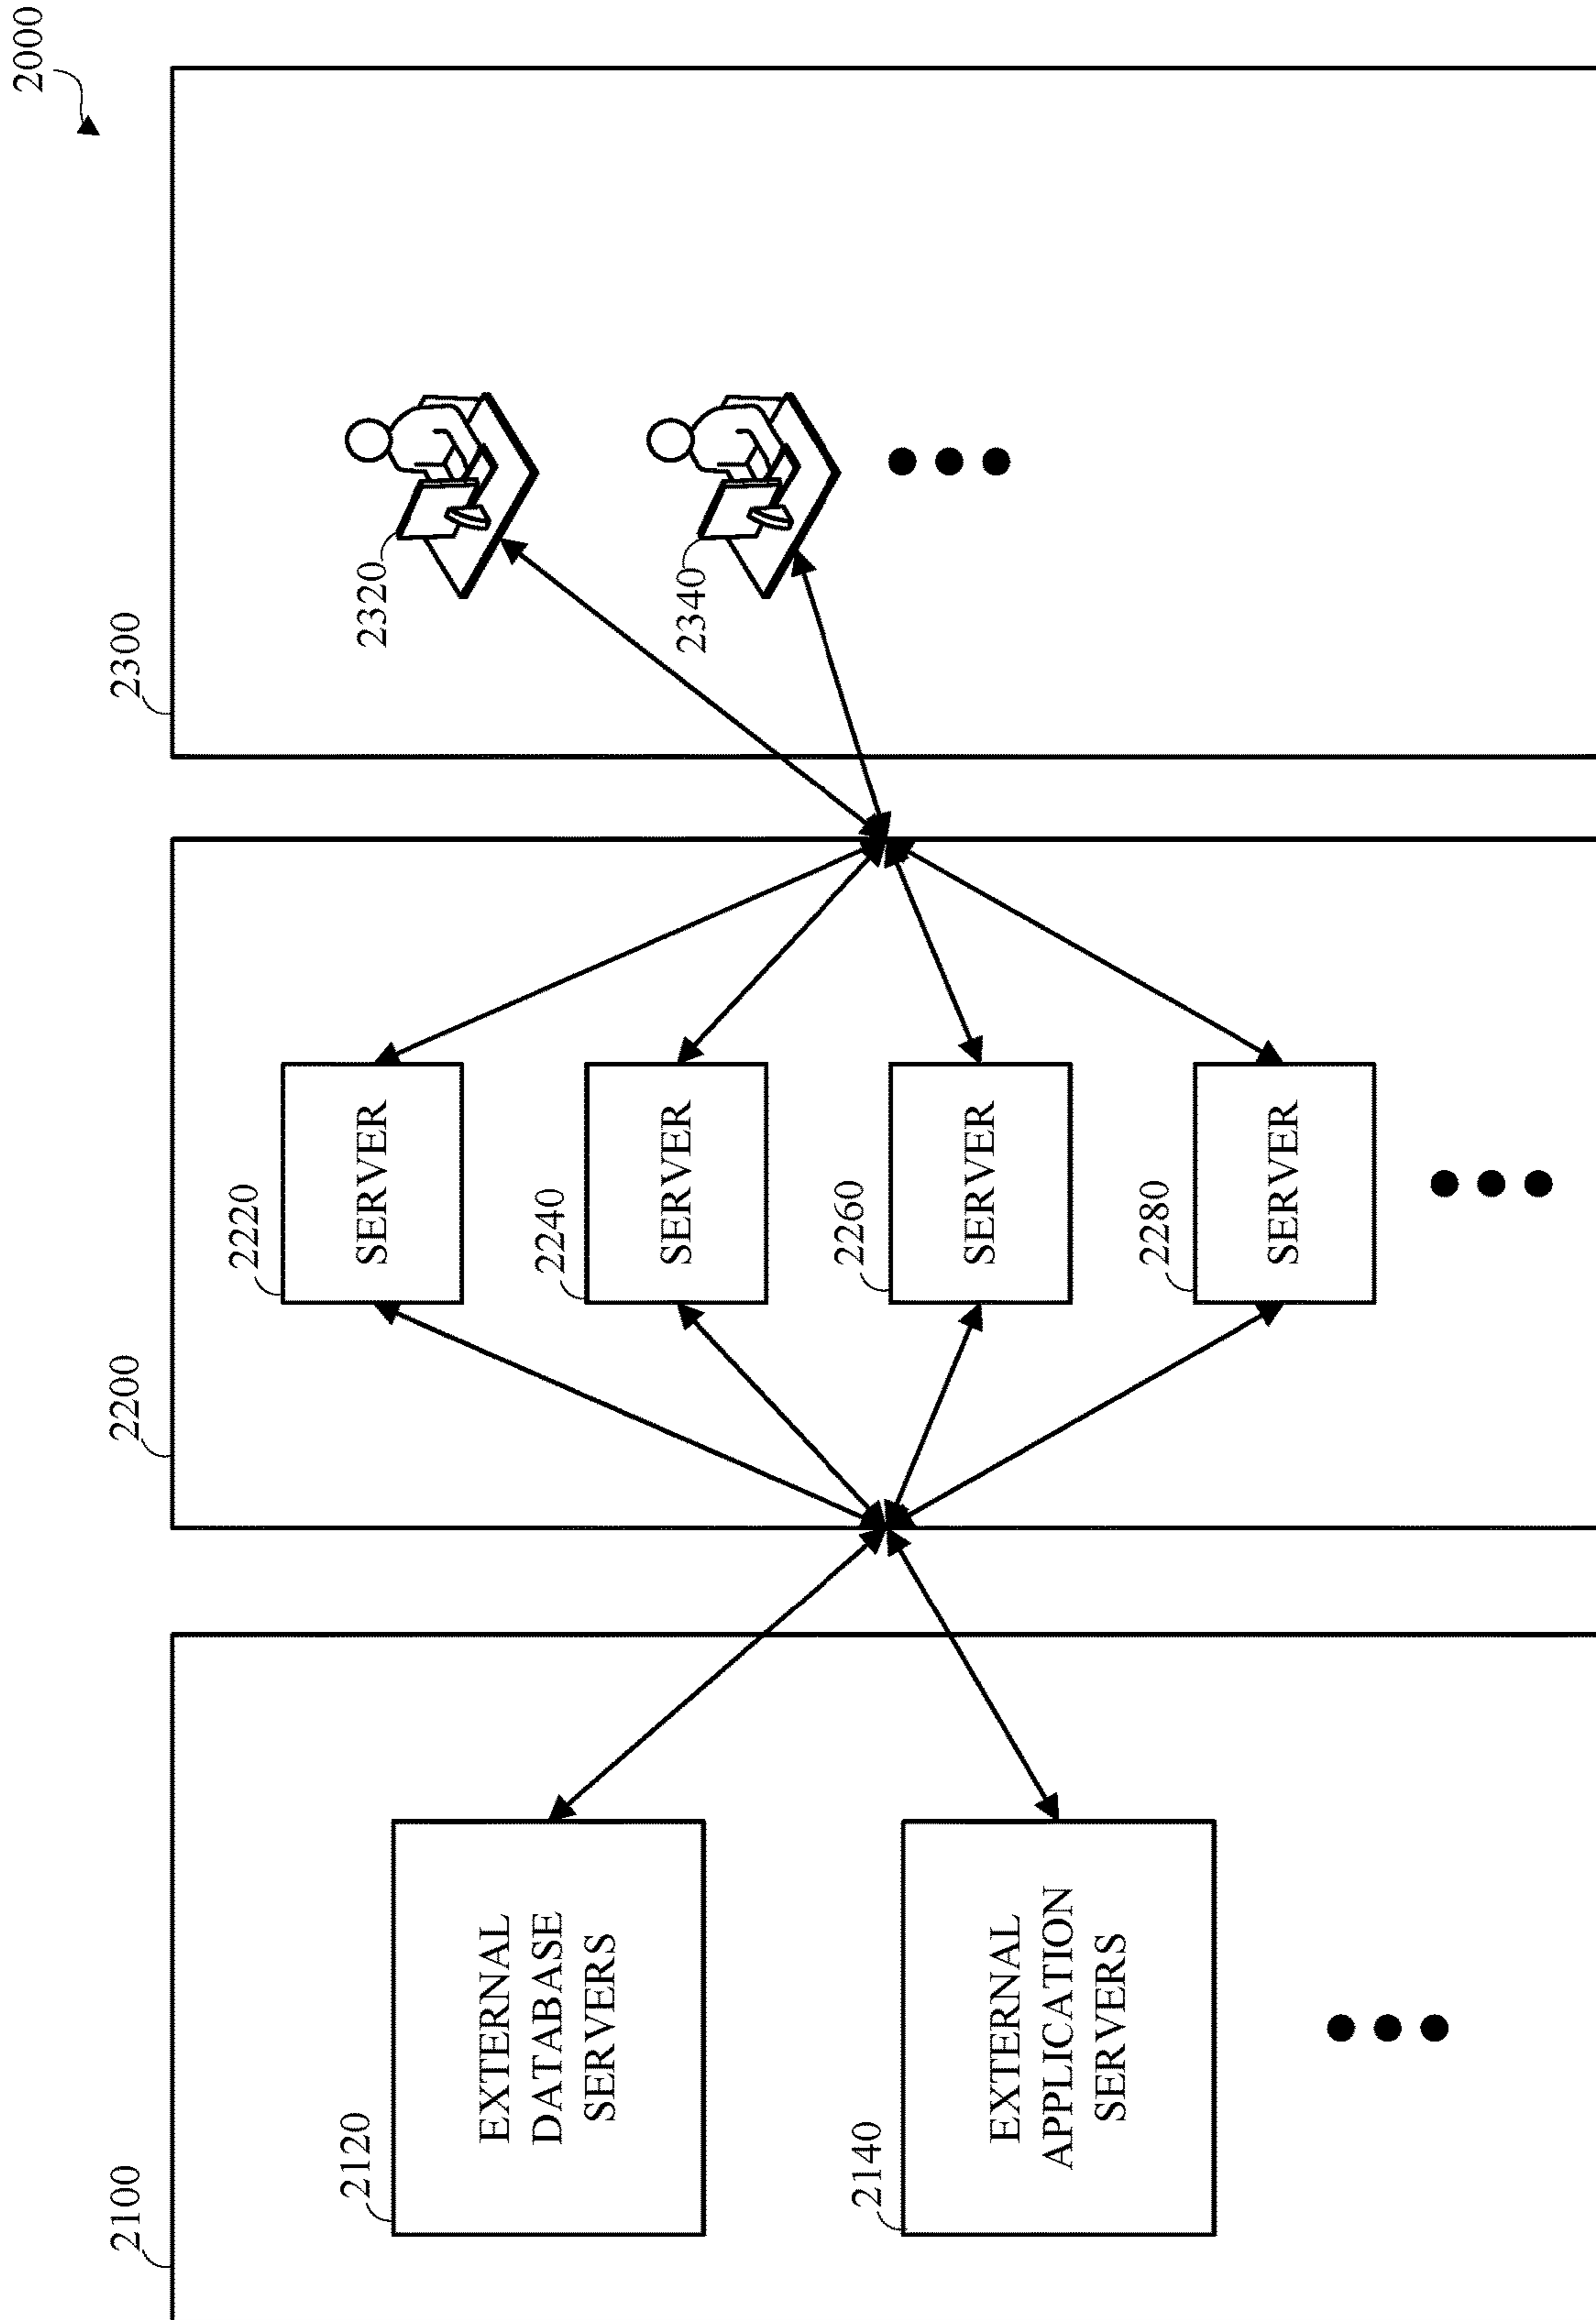 2000
2100
2200
2300
2120
EXTERNAL
DATABASE
SERVERS
2140
EXTERNAL
APPLICATION
SERVERS
2220
SERVER
2240
SERVER
2260
SERVER
2280
SERVER
2320
2340